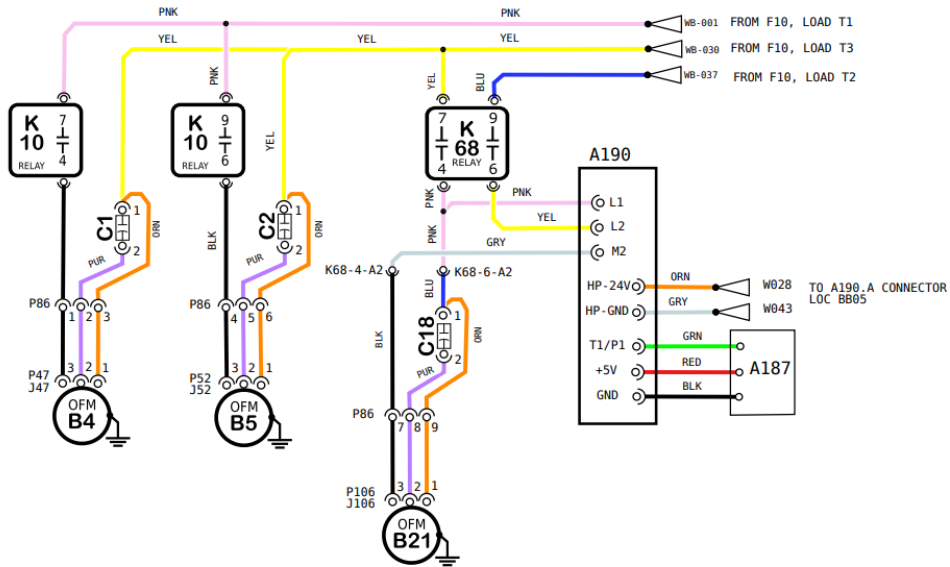 PNK
PNK
WB-001 FROM F10, LOAD T1
YEL
YEL
YEL
WB-030 FROM F10, LOAD T3
WB-037 FROM F10, LOAD T2
PNK
YEL
BLU
K
10
RELAY
7
4
K
10
RELAY
9
6
YEL
7
9
K
68
RELAY
4
6
A190
PNK
PNK
L1
YEL
L2
PNK
GRY
M2
C1
1
2
ORN
PUR
BLK
C2
1
2
ORN
PUR
K68-4-A2
K68-6-A2
BLU
HP-24V
ORN
W028
TO A190.A CONNECTOR
LOC BB05
HP-GND
GRY
W043
P86
1
2
3
P86
4
5
6
BLK
C18
1
2
ORN
PUR
T1/P1
GRN
+5V
RED
GND
BLK
A187
P47
J47
3
2
1
OFM
B4
P52
J52
3
2
1
OFM
B5
P86
7
8
9
P106
J106
3
2
1
OFM
B21